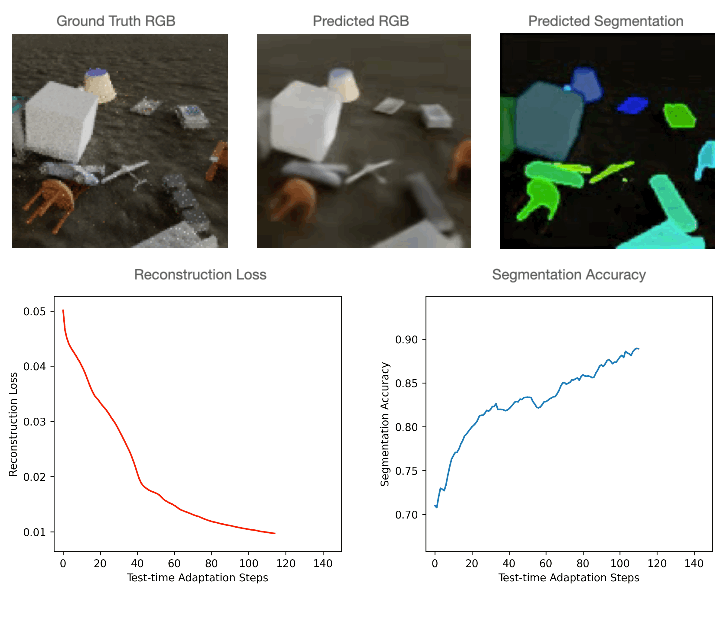 Ground Truth RGB
Predicted RGB
Predicted Segmentation
Reconstruction Loss
0.05
0.04
0.03
0.02
0.01
Reconstruction Loss
0 20 40 60 80 100 120 140
Test-time Adaptation Steps
Segmentation Accuracy
0.90
0.85
0.80
0.75
0.70
Segmentation Accuracy
0 20 40 60 80 100 120 140
Test-time Adaptation Steps